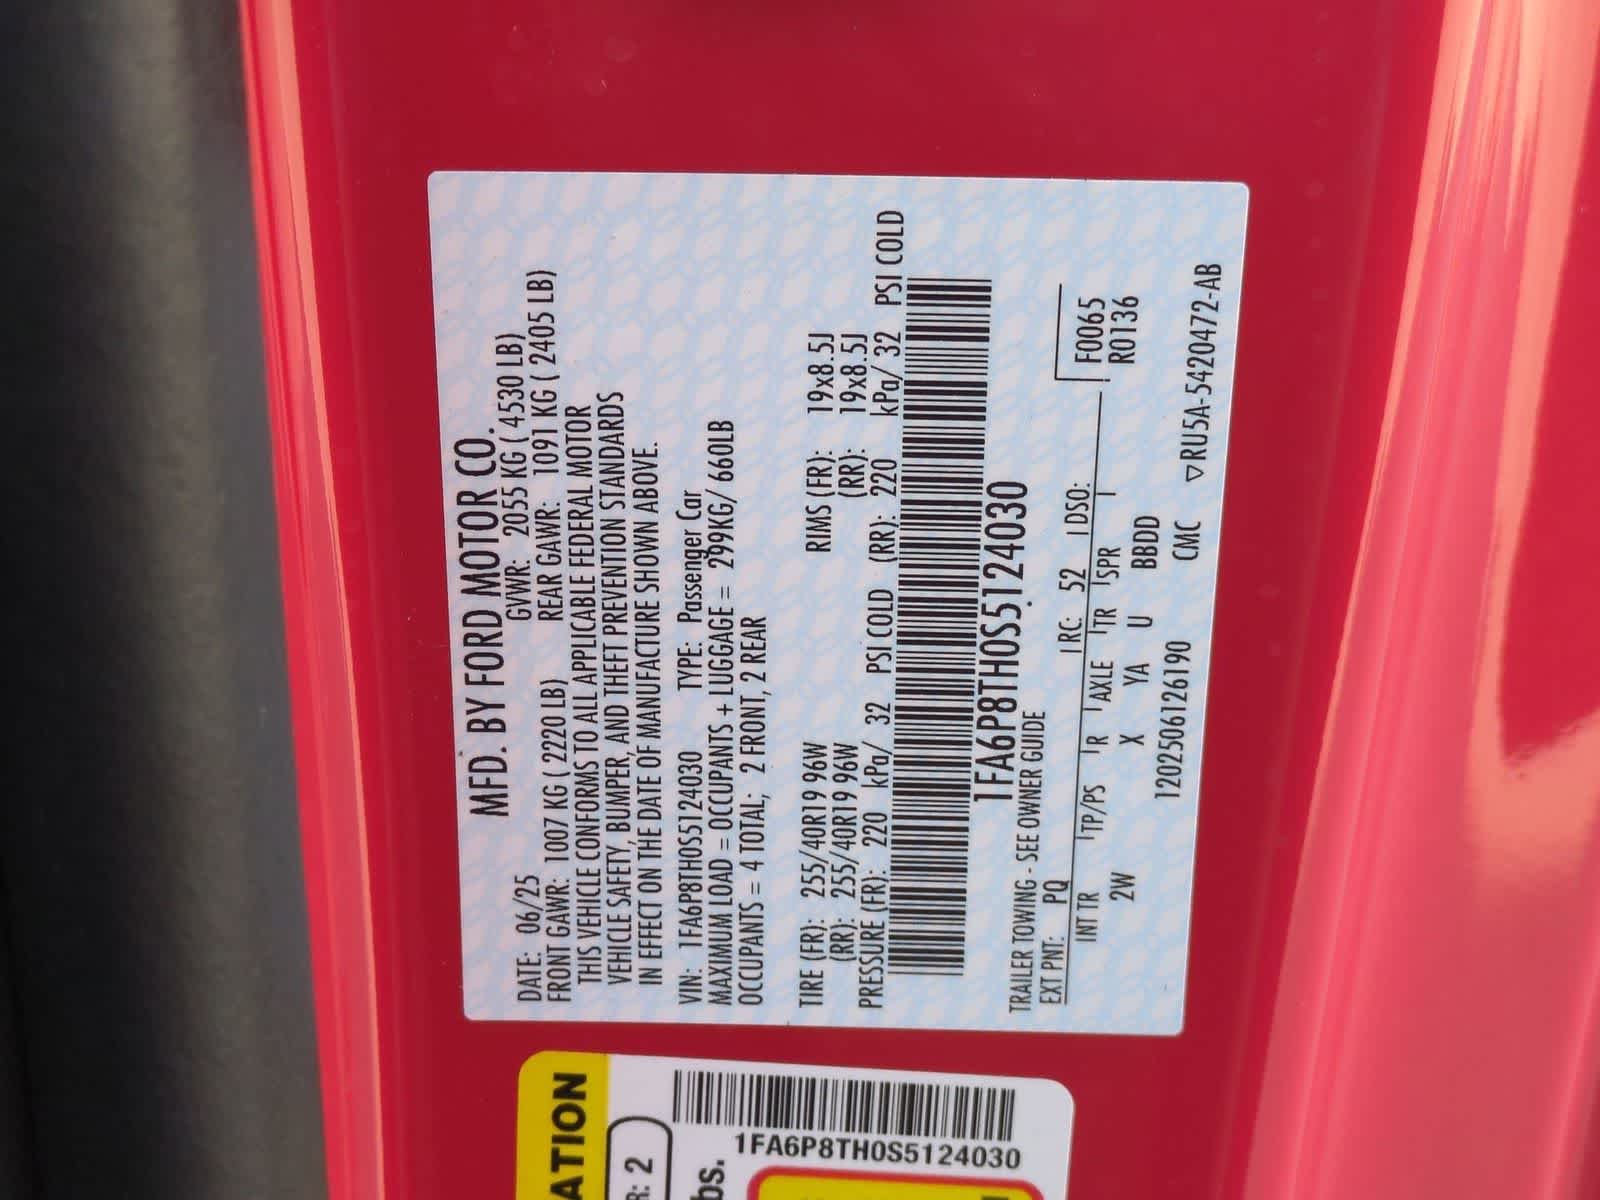 MFD. BY FORD MOTOR CO.
DATE: 06/25 GVWR: 2055 KG ( 4530 LB)
FRONT GAWR: 1007 KG ( 2220 LB) REAR GAWR: 1091 KG ( 2405 LB)
THIS VEHICLE CONFORMS TO ALL APPLICABLE FEDERAL MOTOR
VEHICLE SAFETY, BUMPER, AND THEFT PREVENTION STANDARDS
IN EFFECT ON THE DATE OF MANUFACTURE SHOWN ABOVE.
VIN: 1FA6P8TH0S5124030 TYPE: Passenger Car
MAXIMUM LOAD = OCCUPANTS + LUGGAGE = 299KG/ 660LB
OCCUPANTS = 4 TOTAL; 2 FRONT, 2 REAR
TIRE (FR): 255/40R19 96W RIMS (FR): 19x8.5J
(RR): 255/40R19 96W (RR): 19x8.5J
PRESSURE (FR): 220 kPa/ 32 PSI COLD (RR): 220 kPa/ 32 PSI COLD
1FA6P8TH0S5124030
TRAILER TOWING - SEE OWNER GUIDE
EXT PNT: PQ RC: 52 DSO:
F0065
R0136
INT TR TP/PS R AXLE TR SPR
2W X YA U BBDD
12025061​26190 CMC ▽RU5A-5420472-AB
ATION
R: 2
bs.
1FA6P8TH0S5124030